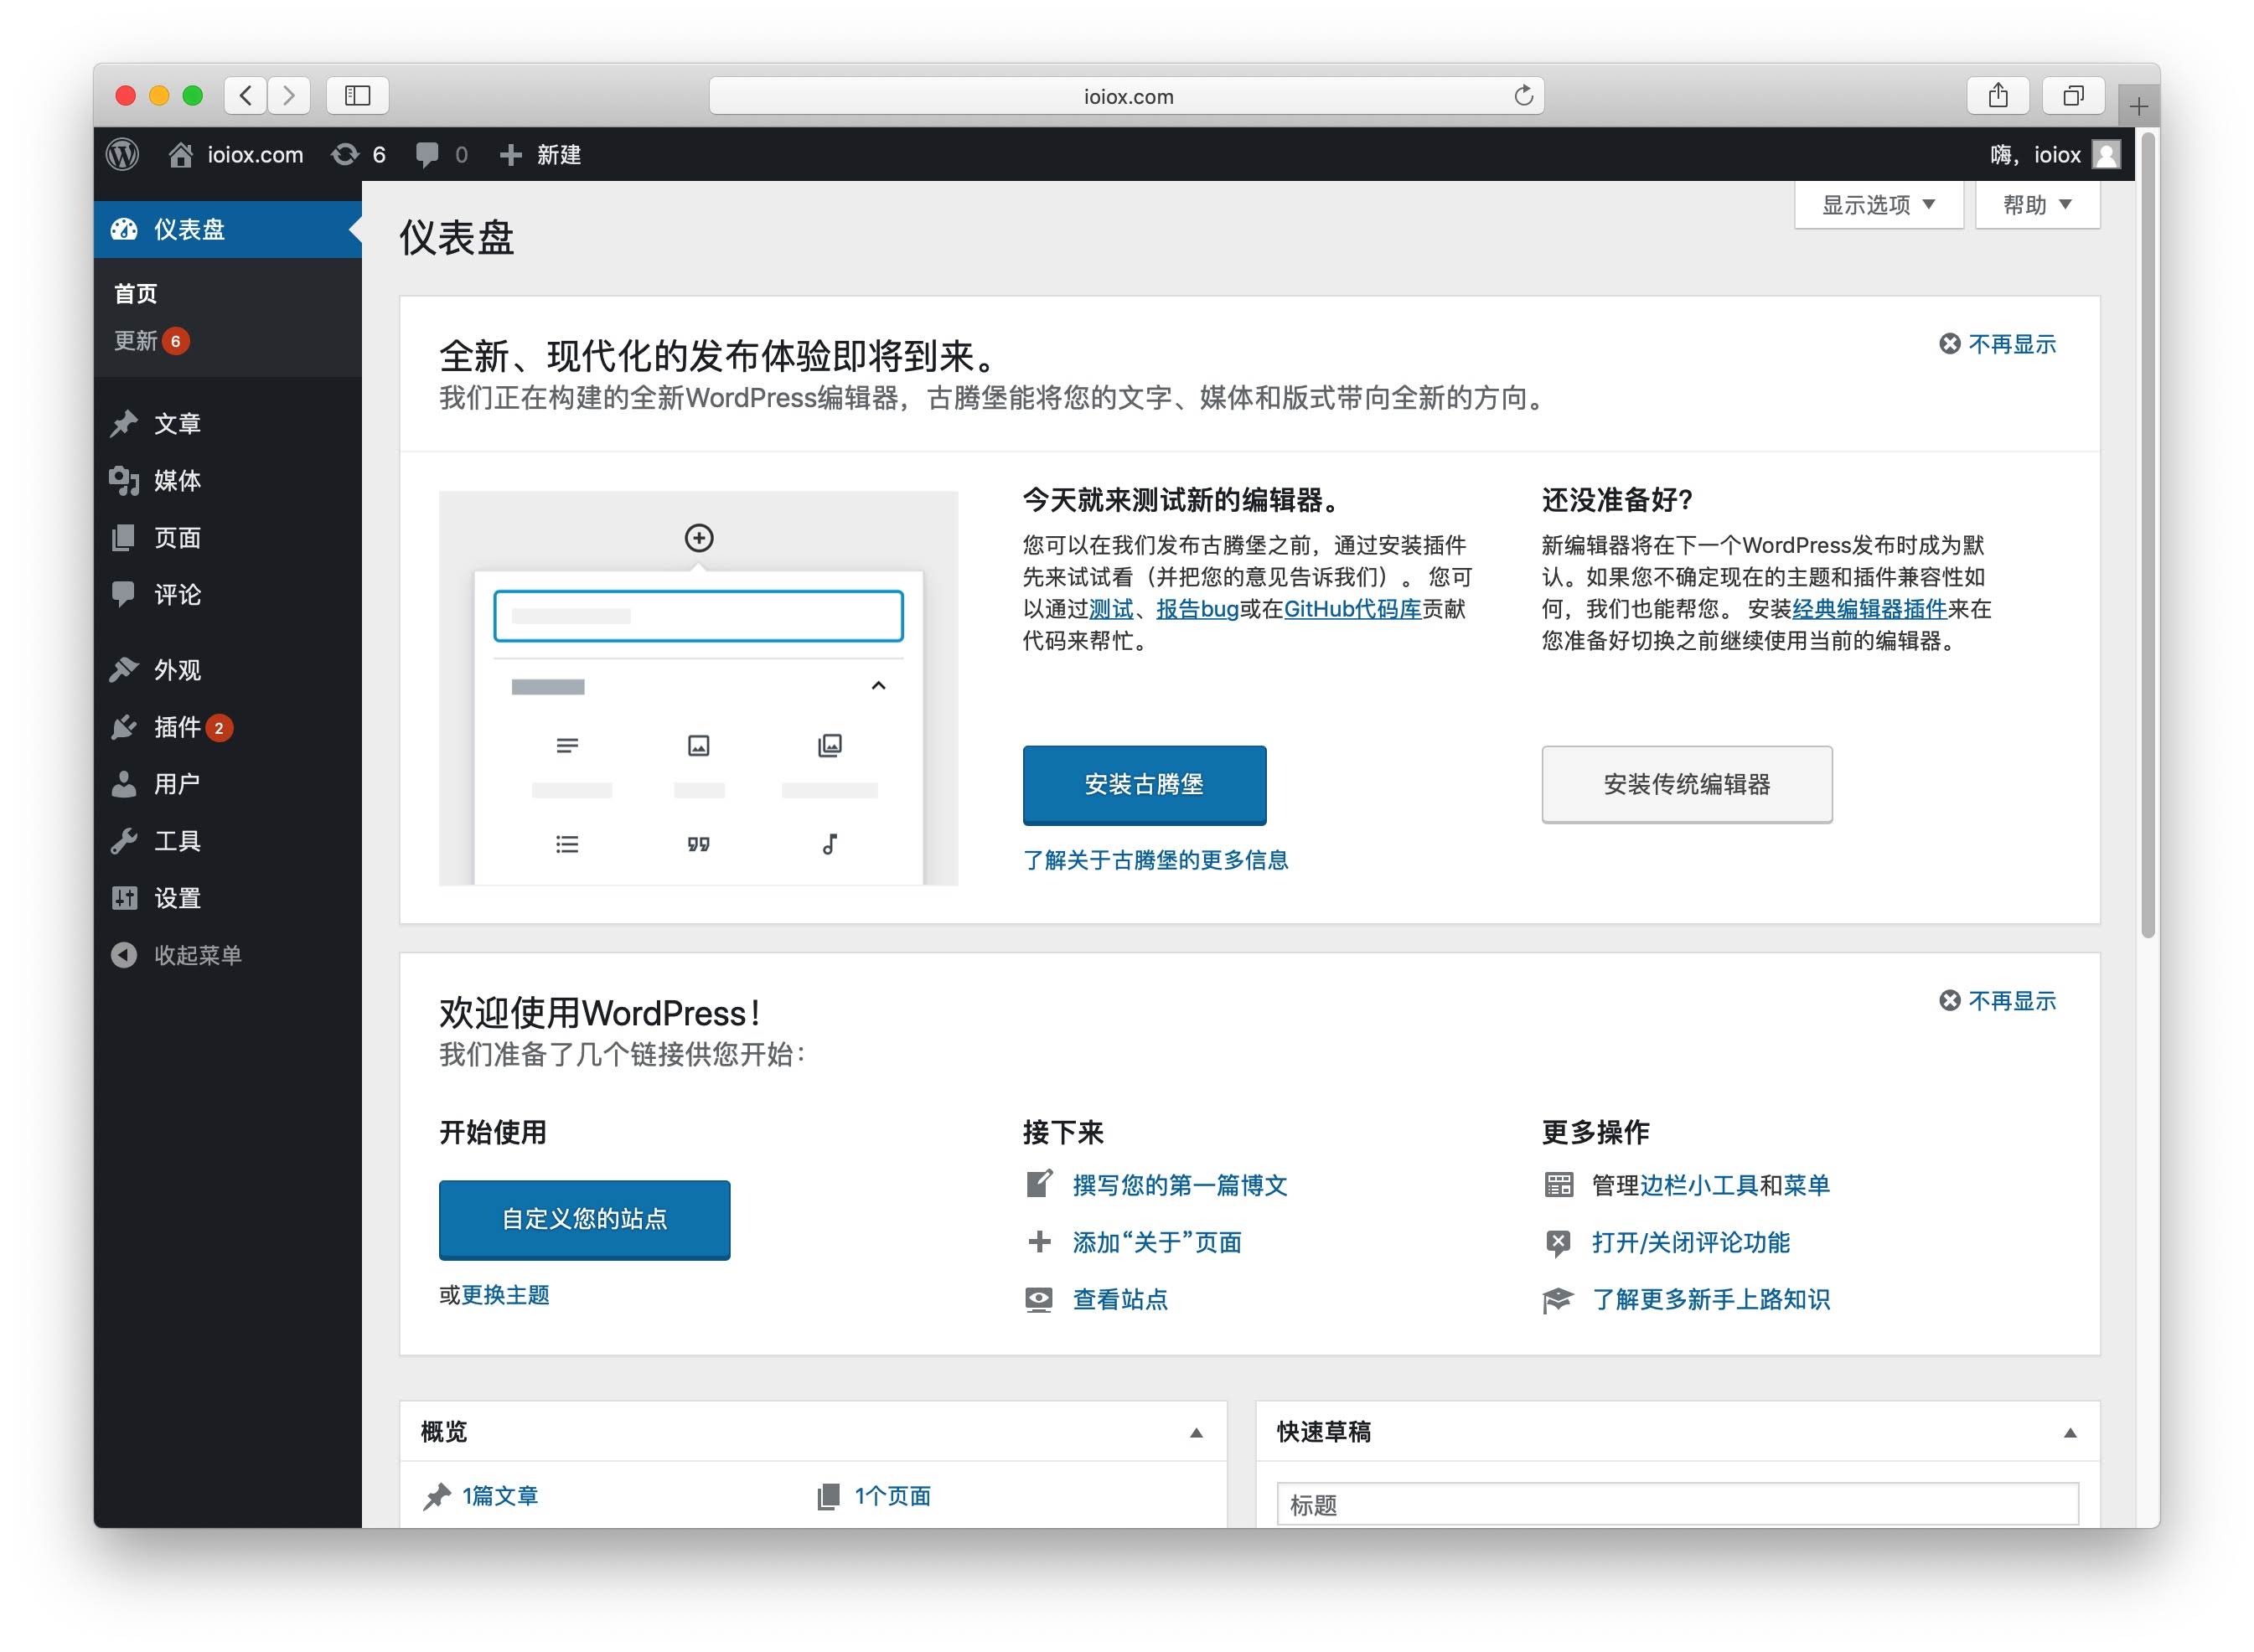 ioiox.com
ioiox.com 6 0 新建
嗨，ioiox
仪表盘
首页
更新 6
文章
媒体
页面
评论
外观
插件 2
用户
工具
设置
收起菜单
显示选项
帮助
仪表盘
全新、现代化的发布体验即将到来。
不再显示
我们正在构建的全新WordPress编辑器，古腾堡能将您的文字、媒体和版式带向全新的方向。
今天就来测试新的编辑器。
您可以在我们发布古腾堡之前，通过安装插件
先来试试看（并把您的意见告诉我们）。 您可
以通过测试、报告bug或在GitHub代码库贡献
代码来帮忙。
安装古腾堡
了解关于古腾堡的更多信息
还没准备好?
新编辑器将在下一个WordPress发布时成为默
认。如果您不确定现在的主题和插件兼容性如
何，我们也能帮您。 安装经典编辑器插件来在
您准备好切换之前继续使用当前的编辑器。
安装传统编辑器
欢迎使用WordPress！
不再显示
我们准备了几个链接供您开始：
开始使用
自定义您的站点
或更换主题
接下来
撰写您的第一篇博文
添加“关于”页面
查看站点
更多操作
管理边栏小工具和菜单
打开/关闭评论功能
了解更多新手上路知识
概览
1篇文章
1个页面
快速草稿
标题